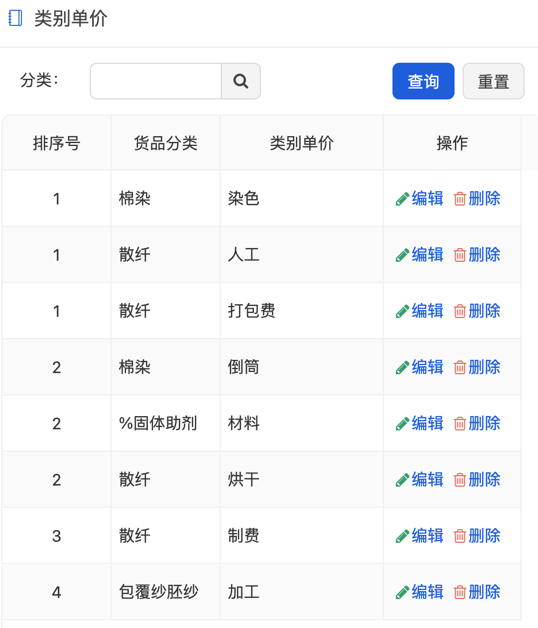 类别单价
分类：
查询 重置
排序号 货品分类 类别单价 操作
1 棉染 染色 编辑 删除
1 散纤 人工 编辑 删除
1 散纤 打包费 编辑 删除
2 棉染 倒筒 编辑 删除
2 %固体助剂 材料 编辑 删除
2 散纤 烘干 编辑 删除
3 散纤 制费 编辑 删除
4 包覆纱胚纱 加工 编辑 删除